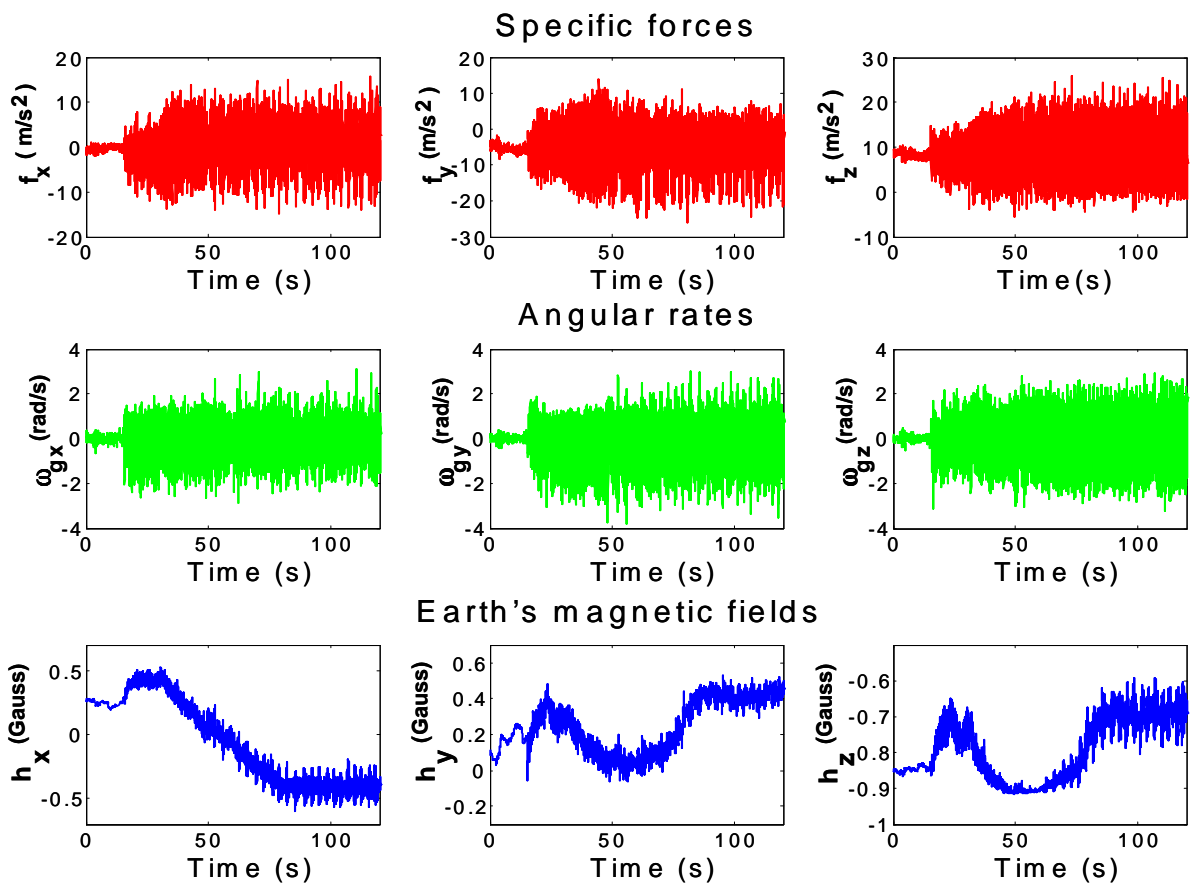 Specific forces
20
10
0
-10
-20
f_x (m/s2)
0 50 100
Time (s)
20
10
0
-10
-20
-30
f_y, (m/s2)
0 50 100
Time (s)
30
20
10
0
-10
f_z (m/s2)
0 50 100
Time(s)
Angular rates
4
2
0
-2
-4
ω_gx (rad/s)
0 50 100
Time (s)
4
2
0
-2
-4
ω_gy (rad/s)
0 50 100
Time (s)
4
2
0
-2
-4
ω_gz (rad/s)
0 50 100
Time (s)
Earth's magnetic fields
0.5
0
-0.5
h_x (Gauss)
0 50 100
Time (s)
0.6
0.4
0.2
0
-0.2
h_y (Gauss)
0 50 100
Time (s)
-0.6
-0.7
-0.8
-0.9
-1
h_z (Gauss)
0 50 100
Time (s)